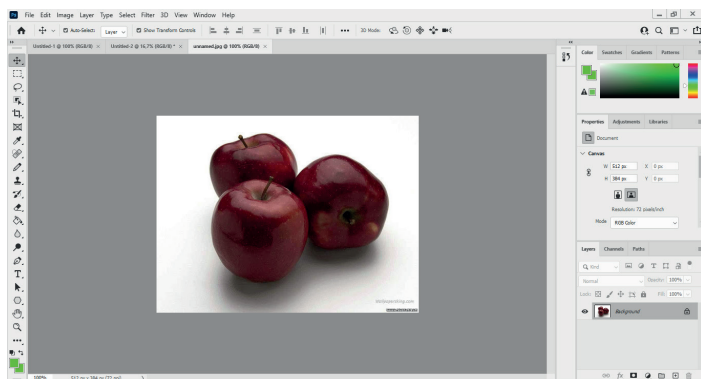 Ps File Edit Image Layer Type Select Filter 3D View Window Help
Auto-Select: Layer Show Transform Controls 3D Mode:
Untitled-1 @ 100% (RGB/8) × Untitled-2 @ 16.7% (RGB/8) * × unnamed.jpg @ 100% (RGB/8) ×
Color Swatches Gradients Patterns
Properties Adjustments Libraries
Document
Canvas
W 512 px X 0 px
H 384 px Y 0 px
Resolution: 72 pixels/inch
Mode RGB Color
Layers Channels Paths
Kind
Normal Opacity: 100%
Lock: Fill: 100%
Background
fx
100% 512 px x 384 px (72 ppi)